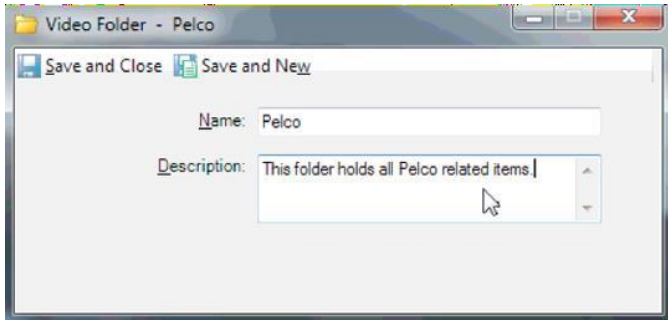 Video Folder - Pelco
Save and Close Save and New
Name: Pelco
Description: This folder holds all Pelco related items.